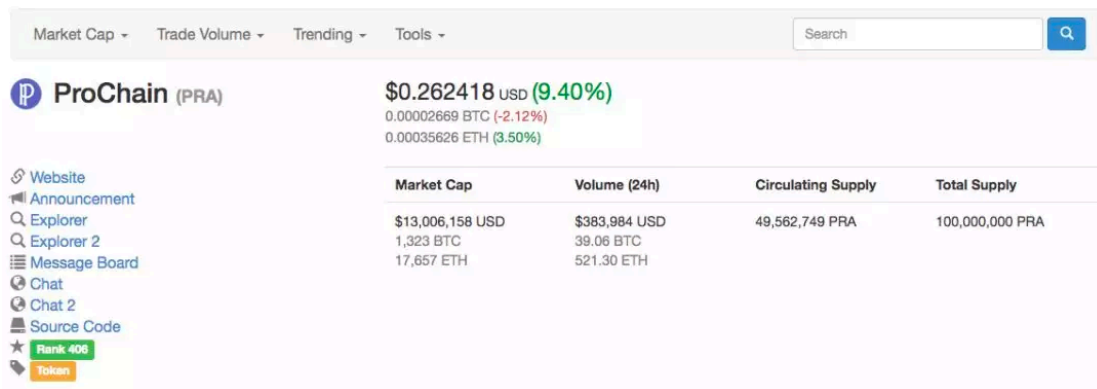 Market Cap Trade Volume Trending Tools Search
ProChain (PRA)
$0.262418 USD (9.40%)
0.00002669 BTC (-2.12%)
0.00035626 ETH (3.50%)
Website
Announcement
Explorer
Explorer 2
Message Board
Chat
Chat 2
Source Code
Rank 406
Token
Market Cap Volume (24h) Circulating Supply Total Supply
$13,006,158 USD $383,984 USD 49,562,749 PRA 100,000,000 PRA
1,323 BTC 39.06 BTC
17,657 ETH 521.30 ETH